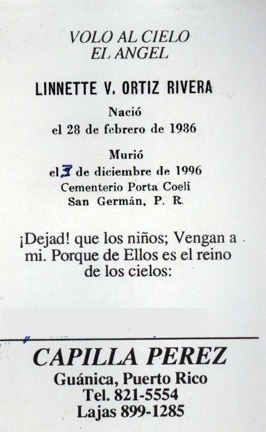 VOLO AL CIELO
EL ANGEL
LINNETTE V. ORTIZ RIVERA
Nació
el 28 de febrero de 1986
Murió
el 3 de diciembre de 1996
Cementerio Porta Coeli
San Germán, P. R.
¡Dejad! que los niños; Vengan a
mi. Porque de Ellos es el reino
de los cielos:
CAPILLA PEREZ
Guánica, Puerto Rico
Tel. 821-5554
Lajas 899-1285